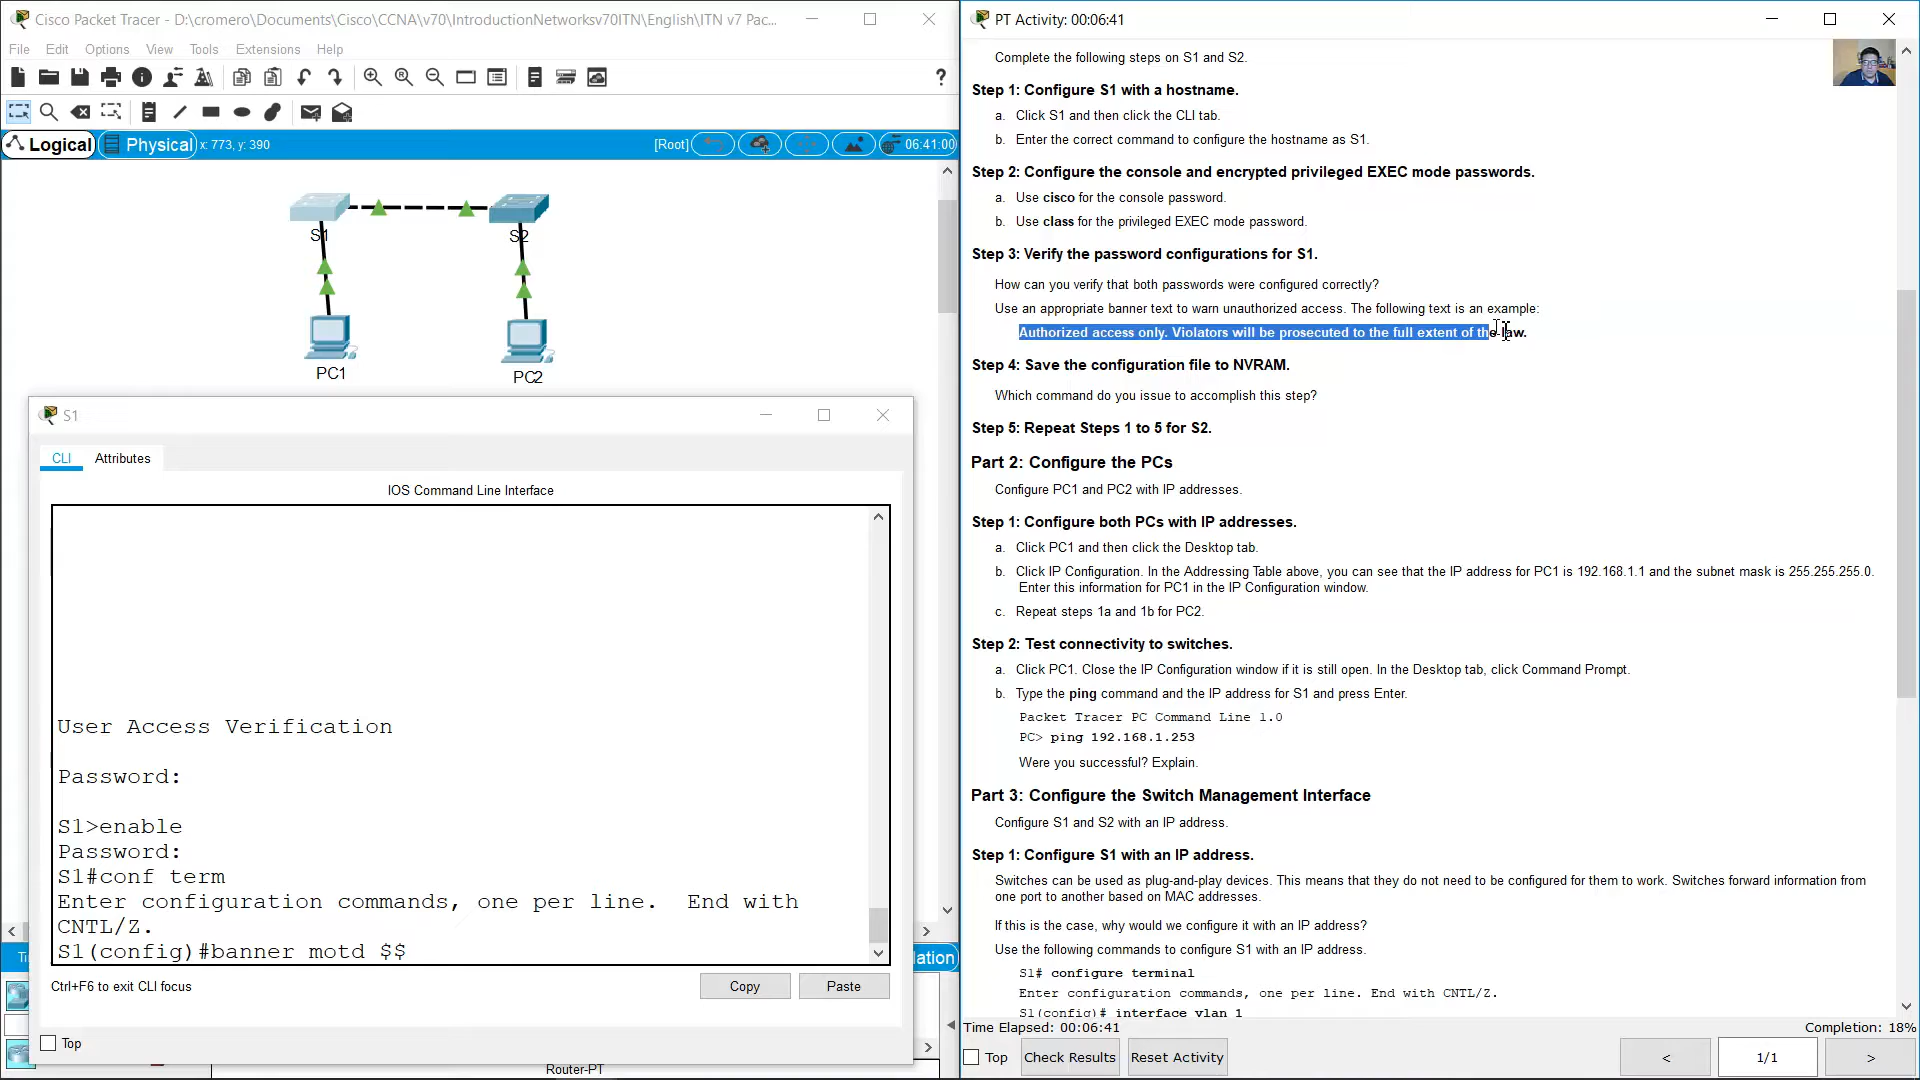 Cisco Packet Tracer - D:\cromero\Documents\Cisco\CCNA\v70\IntroductionNetworksv70ITN\English\ITN v7 Pac...
File Edit Options View Tools Extensions Help
?
Logical Physical x: 773, y: 390 [Root] 06:41:00
S1 S2
PC1 PC2
S1
CLI Attributes
IOS Command Line Interface
User Access Verification
Password:
S1>enable
Password:
S1#conf term
Enter configuration commands, one per line. End with
CNTL/Z.
S1(config)#banner motd $$
Ctrl+F6 to exit CLI focus Copy Paste
Top
Router-PT
PT Activity: 00:06:41
Complete the following steps on S1 and S2.
Step 1: Configure S1 with a hostname.
a. Click S1 and then click the CLI tab.
b. Enter the correct command to configure the hostname as S1.
Step 2: Configure the console and encrypted privileged EXEC mode passwords.
a. Use cisco for the console password.
b. Use class for the privileged EXEC mode password.
Step 3: Verify the password configurations for S1.
How can you verify that both passwords were configured correctly?
Use an appropriate banner text to warn unauthorized access. The following text is an example:
Authorized access only. Violators will be prosecuted to the full extent of the law.
Step 4: Save the configuration file to NVRAM.
Which command do you issue to accomplish this step?
Step 5: Repeat Steps 1 to 5 for S2.
Part 2: Configure the PCs
Configure PC1 and PC2 with IP addresses.
Step 1: Configure both PCs with IP addresses.
a. Click PC1 and then click the Desktop tab.
b. Click IP Configuration. In the Addressing Table above, you can see that the IP address for PC1 is 192.168.1.1 and the subnet mask is 255.255.255.0.
Enter this information for PC1 in the IP Configuration window.
c. Repeat steps 1a and 1b for PC2.
Step 2: Test connectivity to switches.
a. Click PC1. Close the IP Configuration window if it is still open. In the Desktop tab, click Command Prompt.
b. Type the ping command and the IP address for S1 and press Enter.
Packet Tracer PC Command Line 1.0
PC> ping 192.168.1.253
Were you successful? Explain.
Part 3: Configure the Switch Management Interface
Configure S1 and S2 with an IP address.
Step 1: Configure S1 with an IP address.
Switches can be used as plug-and-play devices. This means that they do not need to be configured for them to work. Switches forward information from
one port to another based on MAC addresses.
If this is the case, why would we configure it with an IP address?
Use the following commands to configure S1 with an IP address.
S1# configure terminal
Enter configuration commands, one per line. End with CNTL/Z.
S1(config)# interface vlan 1
Time Elapsed: 00:06:41 Completion: 18%
Top Check Results Reset Activity < 1/1 >